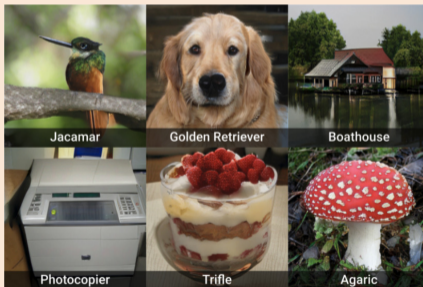 Jacamar
Golden Retriever
Boathouse
Photocopier
Trifle
Agaric